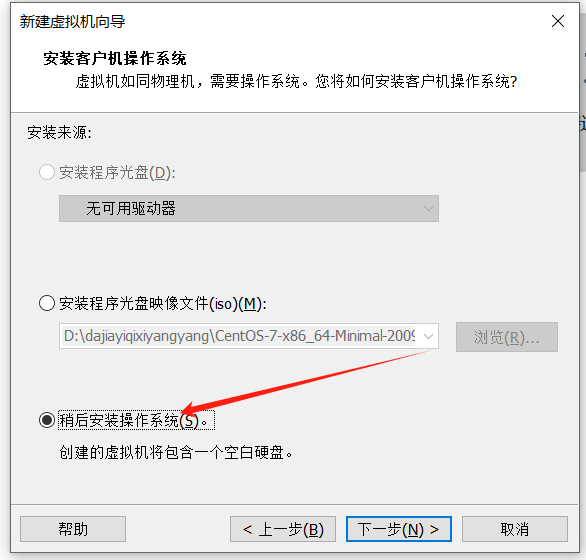 新建虚拟机向导
安装客户机操作系统
虚拟机如同物理机，需要操作系统。您将如何安装客户机操作系统?
安装来源:
安装程序光盘(D):
无可用驱动器
安装程序光盘映像文件(iso)(M):
D:\dajiayiqixiyangyang\CentOS-7-x86_64-Minimal-2009
浏览(R)...
稍后安装操作系统(S)。
创建的虚拟机将包含一个空白硬盘。
帮助
< 上一步(B)
下一步(N) >
取消